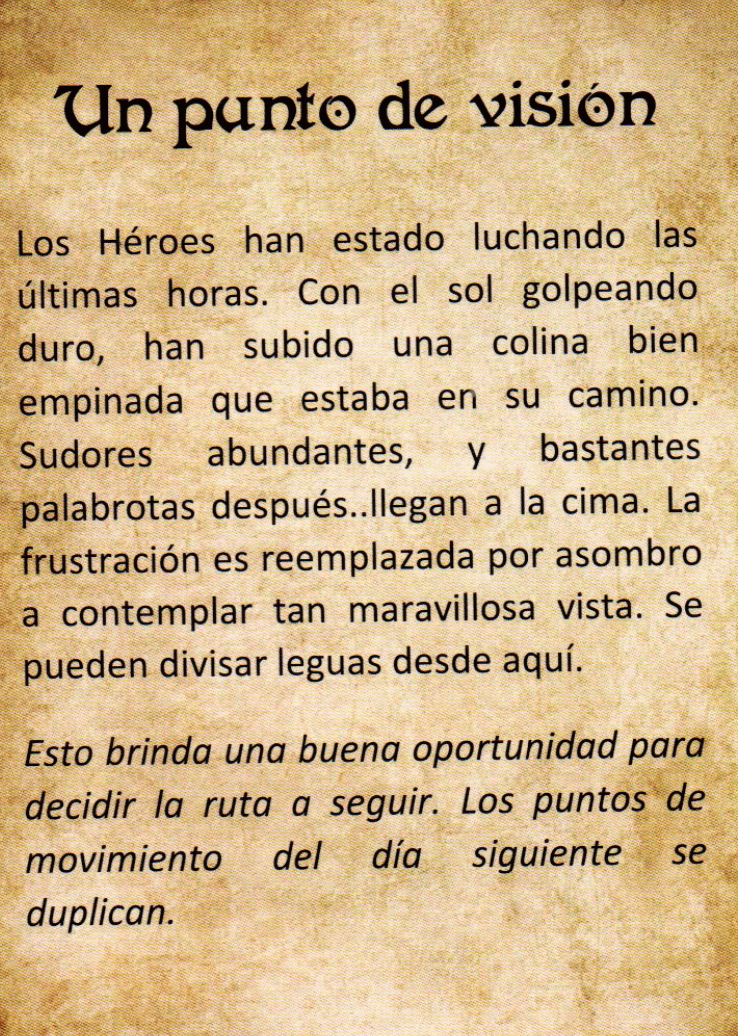 Un punto de visión
Los Héroes han estado luchando las
últimas horas. Con el sol golpeando
duro, han subido una colina bien
empinada que estaba en su camino.
Sudores abundantes, y bastantes
palabrotas después..llegan a la cima. La
frustración es reemplazada por asombro
a contemplar tan maravillosa vista. Se
pueden divisar leguas desde aquí.
Esto brinda una buena oportunidad para
decidir la ruta a seguir. Los puntos de
movimiento del día siguiente se
duplican.